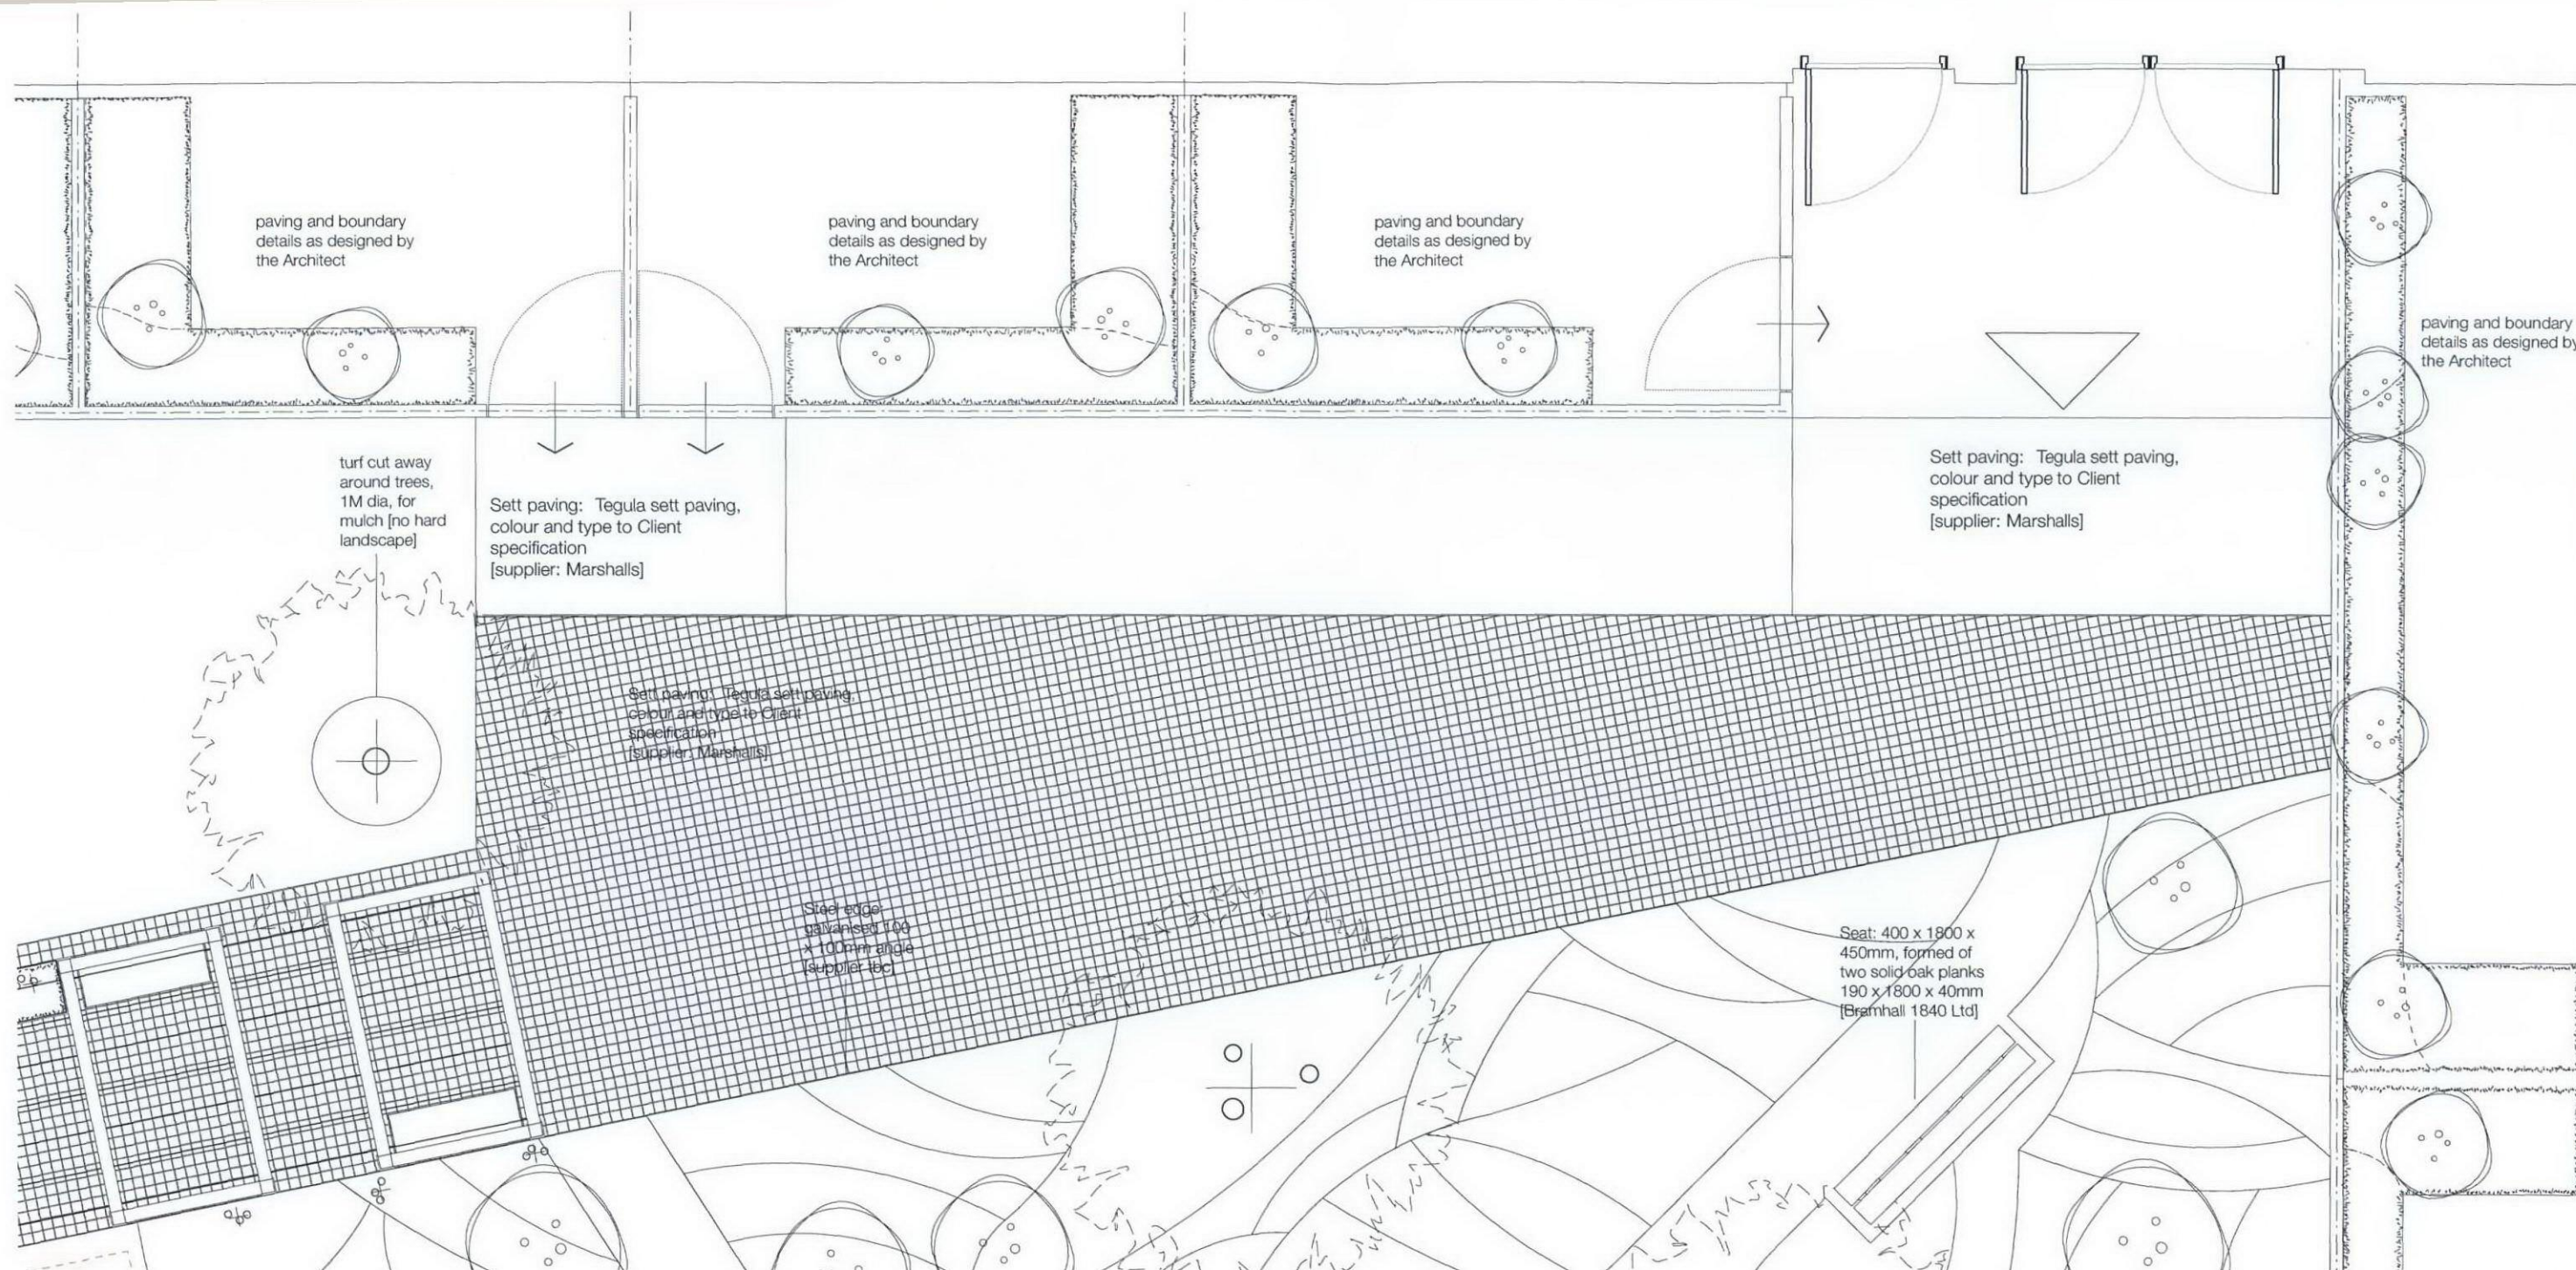 paving and boundary
details as designed by
the Architect
paving and boundary
details as designed by
the Architect
paving and boundary
details as designed by
the Architect
paving and boundary
details as designed by
the Architect
turf cut away
around trees,
1M dia, for
mulch [no hard
landscape]
Sett paving: Tegula sett paving,
colour and type to Client
specification
[supplier: Marshalls]
Sett paving: Tegula sett paving,
colour and type to Client
specification
[supplier: Marshalls]
Sett paving: Tegula sett paving,
colour and type to Client
specification
[supplier: Marshalls]
Steel edge:
galvanised 100
x 100mm angle
[supplier tbc]
Seat: 400 x 1800 x
450mm, formed of
two solid oak planks
190 x 1800 x 40mm
[Bramhall 1840 Ltd]